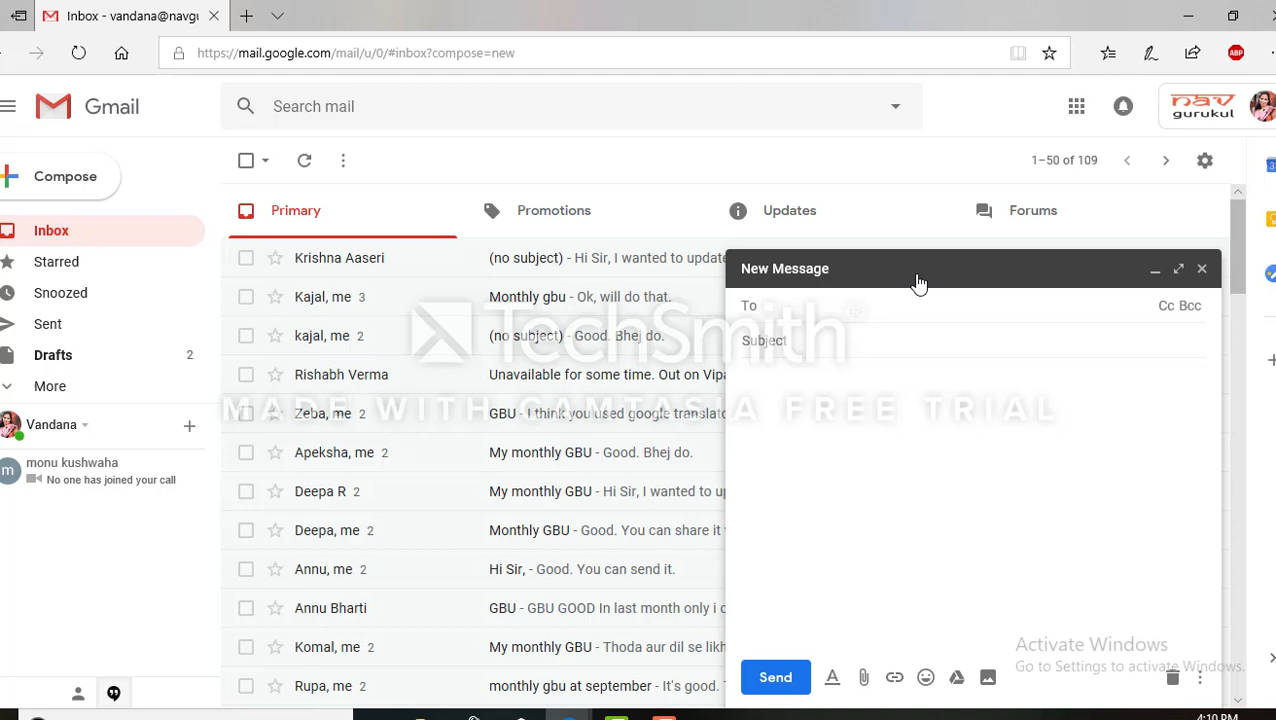 Inbox - vandana@navgu
https://mail.google.com/mail/u/0/#inbox?compose=new
ABP
Gmail
Search mail
nav gurukul
Compose
1–50 of 109
Inbox
Starred
Snoozed
Sent
Drafts 2
More
Vandana
m monu kushwaha
No one has joined your call
Primary Promotions Updates Forums
Krishna Aaseri (no subject) - Hi Sir, I wanted to update
Kajal, me 3 Monthly gbu - Ok, will do that.
kajal, me 2 (no subject) - Good. Bhej do.
Rishabh Verma Unavailable for some time. Out on Vipa
Zeba, me 2 GBU - I think you used google translato
Apeksha, me 2 My monthly GBU - Good. Bhej do.
Deepa R 2 My monthly GBU - Hi Sir, I wanted to up
Deepa, me 2 Monthly GBU - Good. You can share it
Annu, me 2 Hi Sir, - Good. You can send it.
Annu Bharti GBU - GBU GOOD In last month only i c
Komal, me 2 My monthly GBU - Thoda aur dil se likh
Rupa, me 2 monthly gbu at september - It's good.
New Message
To Cc Bcc
Subject
Send
TechSmith
MADE WITH CAMTASIA FREE TRIAL
Activate Windows
Go to Settings to activate Windows.
4:10 PM